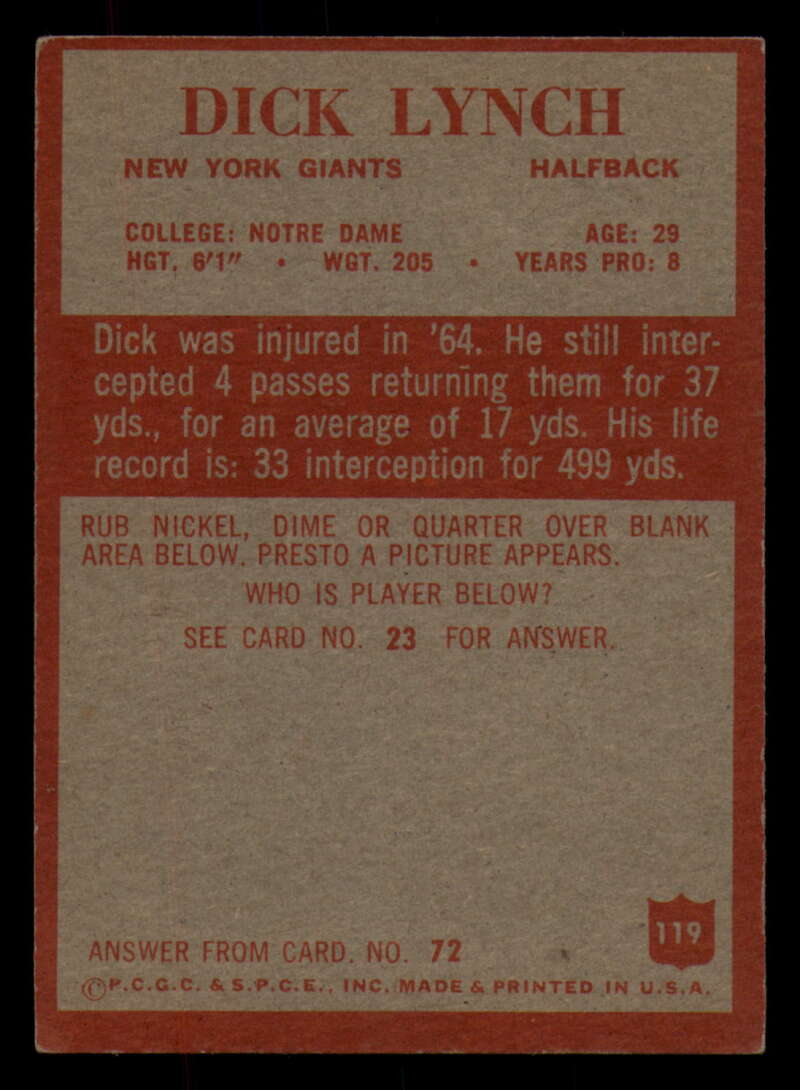 DICK LYNCH
NEW YORK GIANTS HALFBACK
COLLEGE: NOTRE DAME AGE: 29
HGT. 6'1" • WGT. 205 • YEARS PRO: 8
Dick was injured in '64. He still inter-
cepted 4 passes returning them for 37
yds., for an average of 17 yds. His life
record is: 33 interception for 499 yds.
RUB NICKEL, DIME OR QUARTER OVER BLANK
AREA BELOW. PRESTO A PICTURE APPEARS.
WHO IS PLAYER BELOW?
SEE CARD NO. 23 FOR ANSWER.
119
ANSWER FROM CARD. NO. 72
©P.C.G.C. & S.P.C.E., INC. MADE & PRINTED IN U.S.A.